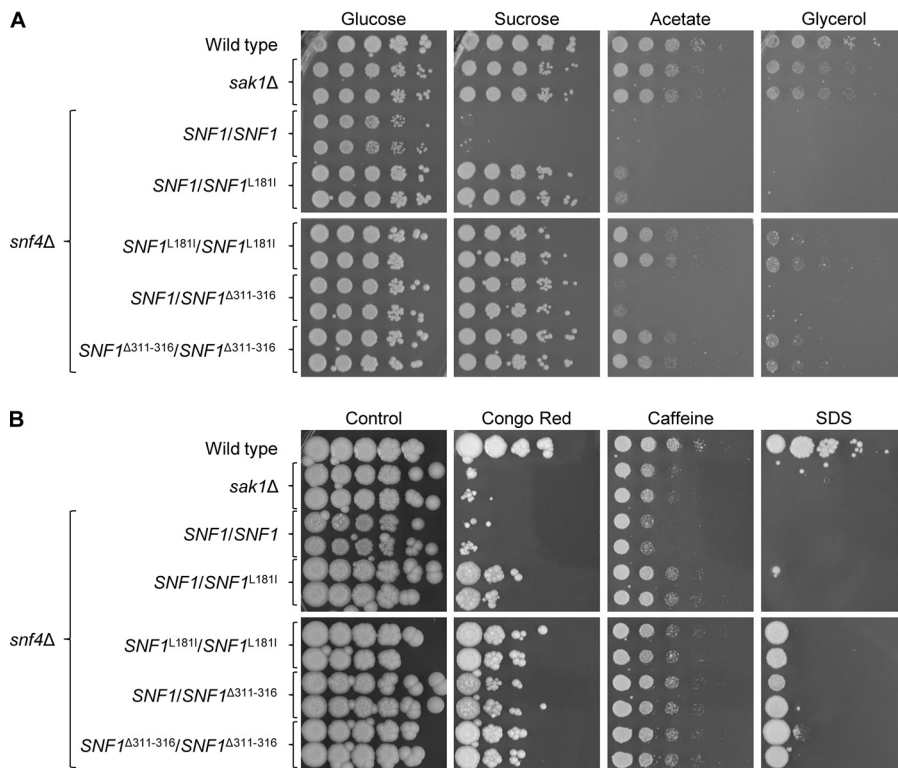 A
Glucose Sucrose Acetate Glycerol
Wild type
sak1Δ
SNF1/SNF1
SNF1/SNF1L181I
snf4Δ
SNF1L181I/SNF1L181I
SNF1/SNF1Δ311-316
SNF1Δ311-316/SNF1Δ311-316
B
Control Congo Red Caffeine SDS
Wild type
sak1Δ
SNF1/SNF1
SNF1/SNF1L181I
snf4Δ
SNF1L181I/SNF1L181I
SNF1/SNF1Δ311-316
SNF1Δ311-316/SNF1Δ311-316